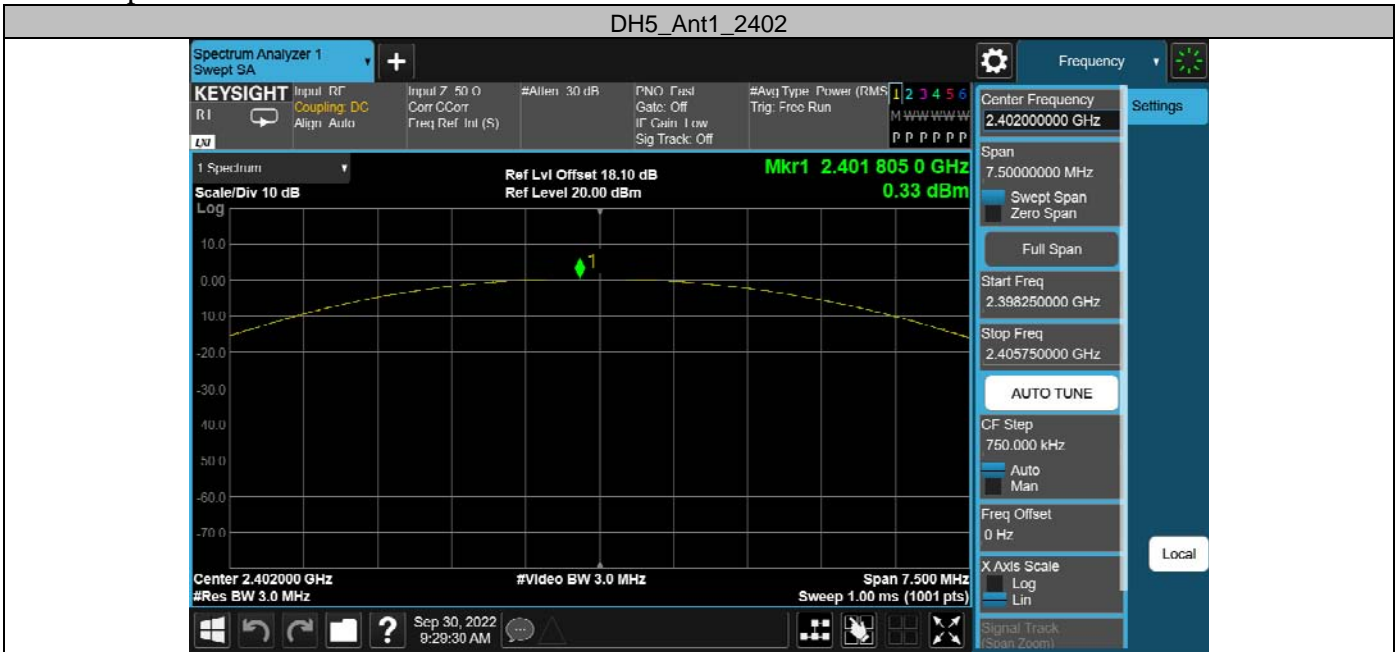 DH5_Ant1_2402
Spectrum Analyzer 1
Swept SA
Frequency
KEYSIGHT
Input: RF
Coupling: DC
Align: Auto
Input Z: 50 Ω
Corr CCorr
Freq Ref: Int (S)
#Atten: 30 dB
PNO: Fast
Gate: Off
IF Gain: Low
Sig Track: Off
#Avg Type: Power (RMS
Trig: Free Run
1 2 3 4 5 6
M W W W W W
P P P P P P
LXI
Center Frequency
2.402000000 GHz
Settings
Span
7.50000000 MHz
Swept Span
Zero Span
Full Span
Start Freq
2.398250000 GHz
Stop Freq
2.405750000 GHz
AUTO TUNE
CF Step
750.000 kHz
Auto
Man
Freq Offset
0 Hz
X Axis Scale
Log
Lin
Signal Track
(Span Zoom)
Local
1 Spectrum
Scale/Div 10 dB
Log
Ref Lvl Offset 18.10 dB
Ref Level 20.00 dBm
Mkr1 2.401 805 0 GHz
0.33 dBm
1
10.0
0.00
10.0
-20.0
-30.0
40.0
50.0
-60.0
-70.0
Center 2.402000 GHz
#Res BW 3.0 MHz
#Video BW 3.0 MHz
Span 7.500 MHz
Sweep 1.00 ms (1001 pts)
?
Sep 30, 2022
9:29:30 AM